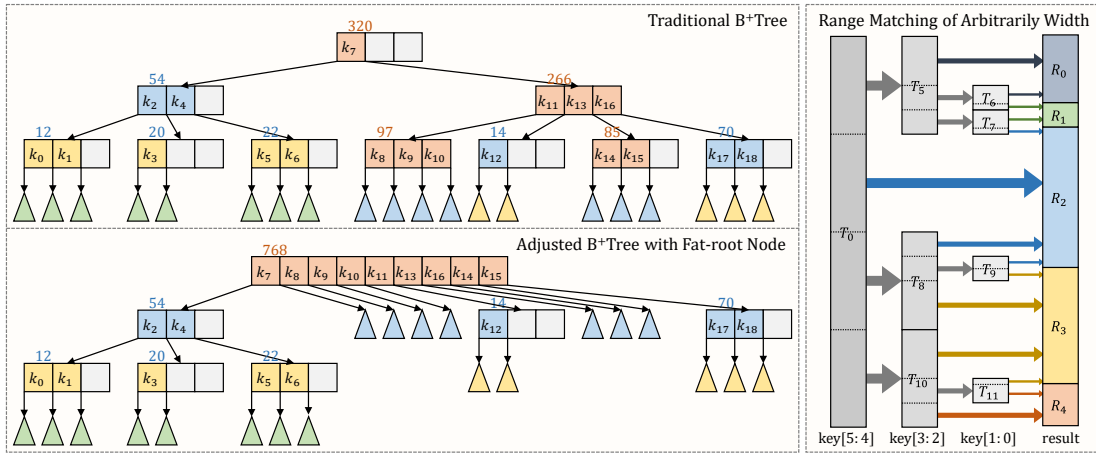 Traditional B⁺Tree
320
k₇
54
k₂ k₄
266
k₁₁ k₁₃ k₁₆
12
k₀ k₁
20
k₃
22
k₅ k₆
97
k₈ k₉ k₁₀
14
k₁₂
85
k₁₄ k₁₅
70
k₁₇ k₁₈
Adjusted B⁺Tree with Fat-root Node
768
k₇ k₈ k₉ k₁₀ k₁₁ k₁₃ k₁₆ k₁₄ k₁₅
54
k₂ k₄
14
k₁₂
70
k₁₇ k₁₈
12
k₀ k₁
20
k₃
22
k₅ k₆
Range Matching of Arbitrarily Width
T₀
T₅
T₆
T₇
T₈
T₉
T₁₀
T₁₁
R₀
R₁
R₂
R₃
R₄
key[5:4] key[3:2] key[1:0] result